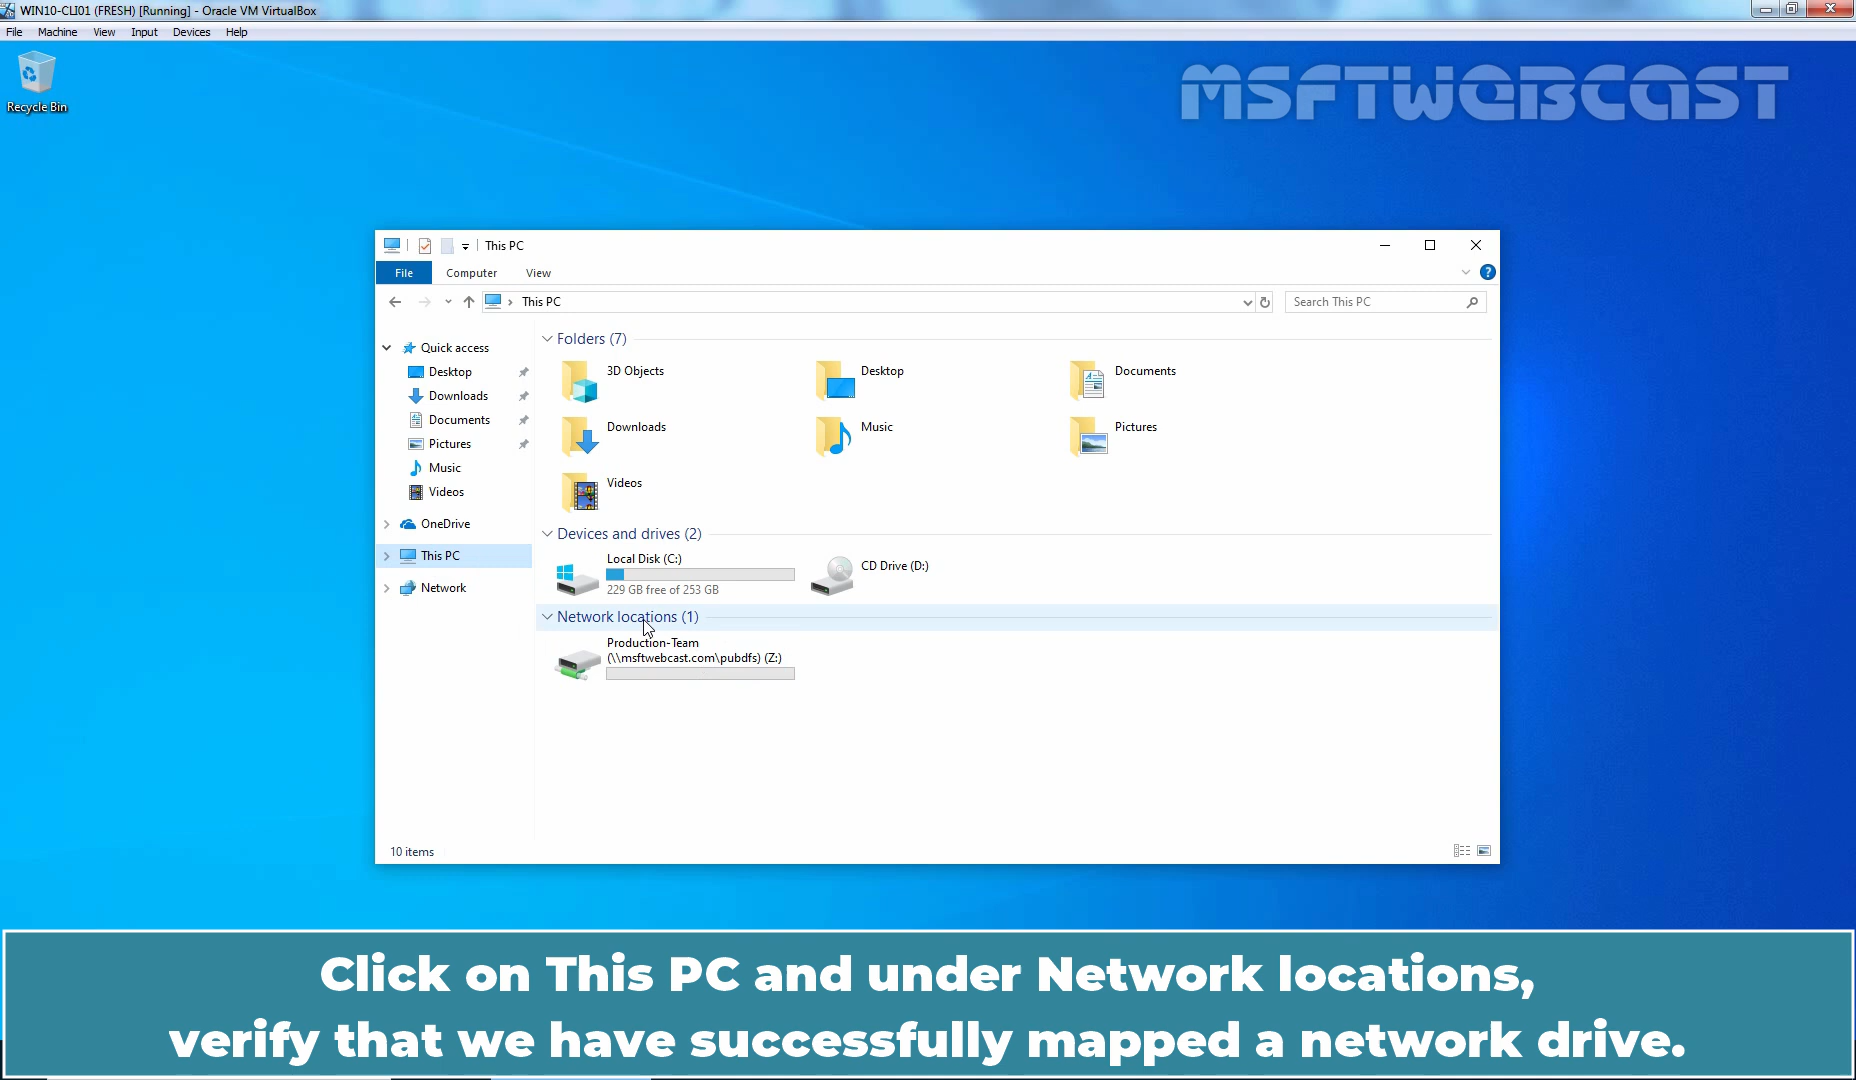 WIN10-CLI01 (FRESH) [Running] - Oracle VM VirtualBox
File Machine View Input Devices Help
Recycle Bin
MSFTWEBCAST
This PC
File Computer View
This PC
Search This PC
Quick access
Desktop
Downloads
Documents
Pictures
Music
Videos
OneDrive
This PC
Network
Folders (7)
3D Objects
Desktop
Documents
Downloads
Music
Pictures
Videos
Devices and drives (2)
Local Disk (C:)
229 GB free of 253 GB
CD Drive (D:)
Network locations (1)
Production-Team
(\\msftwebcast.com\pubdfs) (Z:)
10 items
Click on This PC and under Network locations,
verify that we have successfully mapped a network drive.